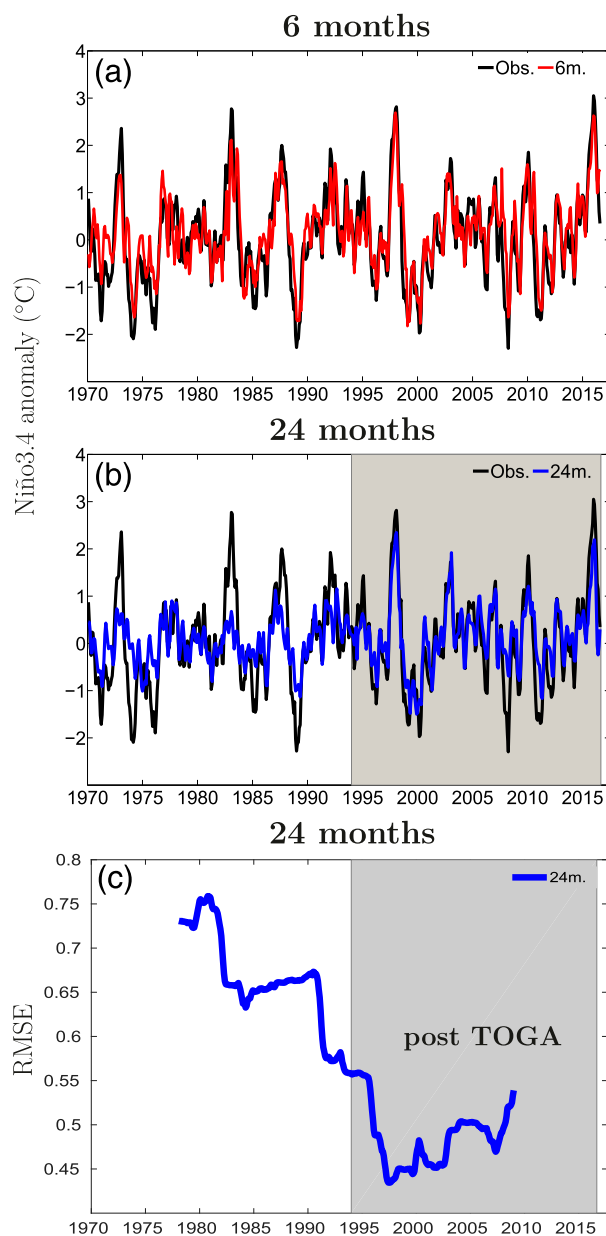 6 months
(a)
Obs. 6m.
4
3
2
1
0
−1
−2
1970 1975 1980 1985 1990 1995 2000 2005 2010 2015
Niño3.4 anomaly (°C)
24 months
(b)
Obs. 24m.
4
3
2
1
0
−1
−2
1970 1975 1980 1985 1990 1995 2000 2005 2010 2015
24 months
(c)
24m.
0.8
0.75
0.7
0.65
0.6
0.55
0.5
0.45
RMSE
post TOGA
1970 1975 1980 1985 1990 1995 2000 2005 2010 2015